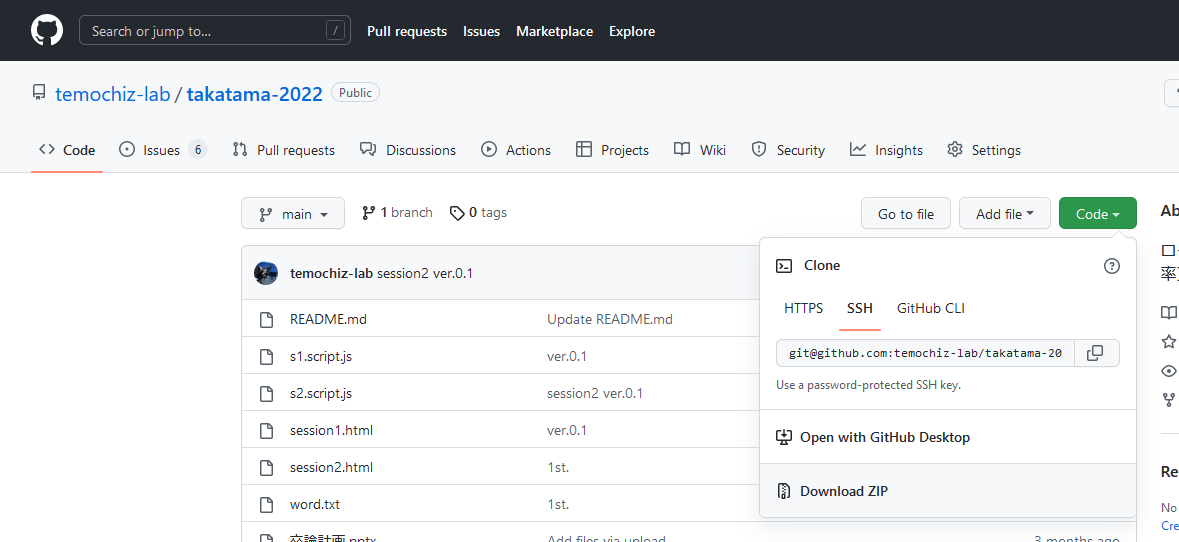 Search or jump to... / Pull requests Issues Marketplace Explore
temochiz-lab / takatama-2022 Public
Code Issues 6 Pull requests Discussions Actions Projects Wiki Security Insights Settings
main 1 branch 0 tags Go to file Add file Code
temochiz-lab session2 ver.0.1
README.md Update README.md
s1.script.js ver.0.1
s2.script.js session2 ver.0.1
session1.html ver.0.1
session2.html 1st.
word.txt 1st.
卒論計画.pptx Add files via upload 3 months ago
Clone
HTTPS SSH GitHub CLI
git@github.com:temochiz-lab/takatama-20
Use a password-protected SSH key.
Open with GitHub Desktop
Download ZIP
Ab
率
Re
No
Cre